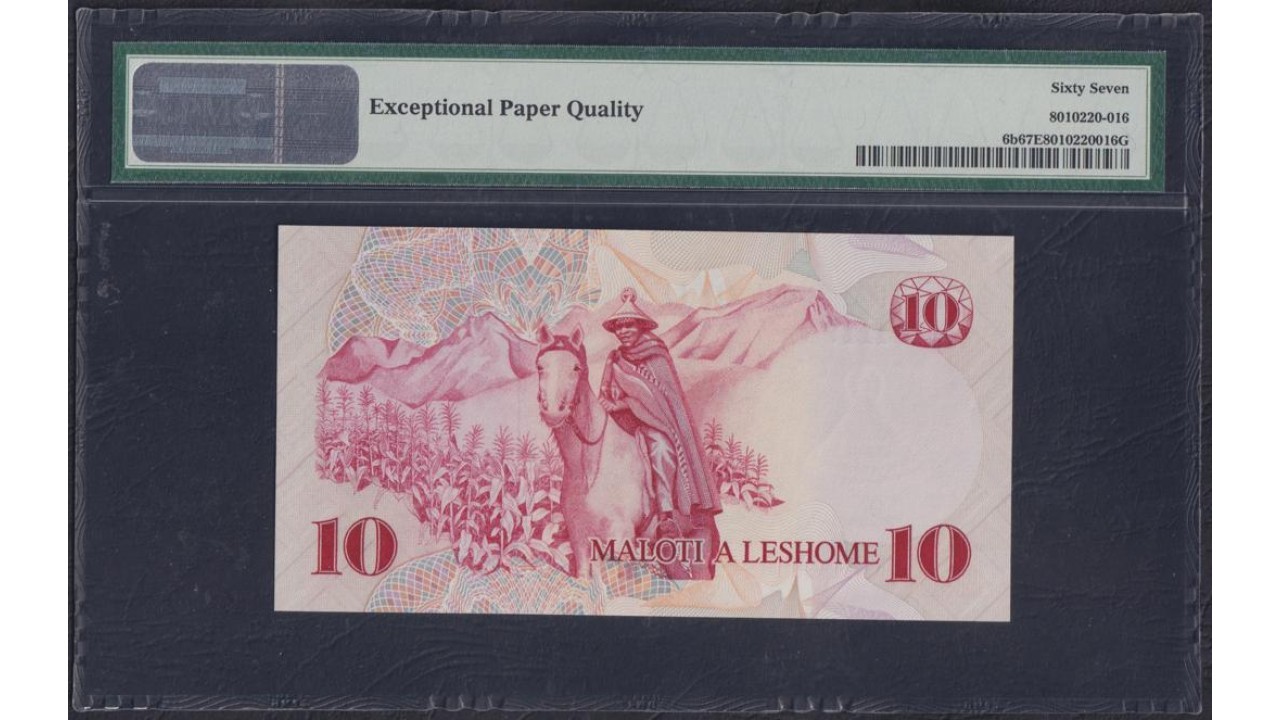 Exceptional Paper Quality
Sixty Seven
8010220-016
6b67E8010220016G
10
10
MALOTI A LESHOME
10